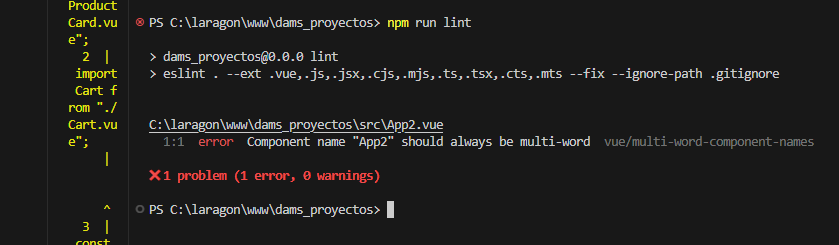 Product
Card.vu
e";
2 |
import
Cart f
rom "./
Cart.vu
e";
|
^
3 |
const
PS C:\laragon\www\dams_proyectos> npm run lint
> dams_proyectos@0.0.0 lint
> eslint . --ext .vue,.js,.jsx,.cjs,.mjs,.ts,.tsx,.cts,.mts --fix --ignore-path .gitignore
C:\laragon\www\dams_proyectos\src\App2.vue
1:1 error Component name "App2" should always be multi-word vue/multi-word-component-names
✖ 1 problem (1 error, 0 warnings)
PS C:\laragon\www\dams_proyectos>